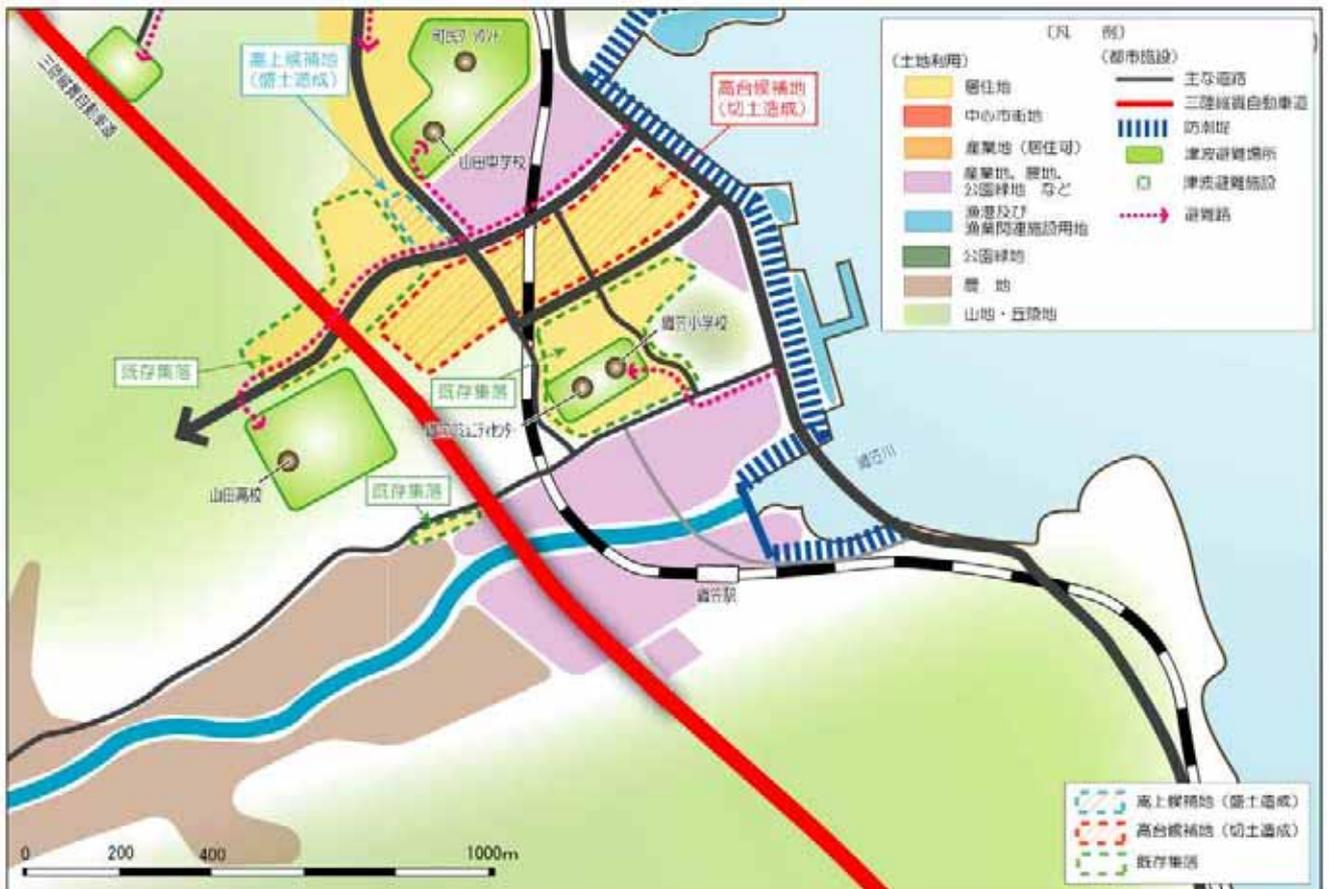 三陸縦貫自動車道
嵩上候補地
(盛土造成)
山田中学校
高台候補地
(切土造成)
既存集落
織笠小学校
既存集落
山田高校
既存集落
織笠川
織笠駅
(凡　例)
(土地利用)
居住地
中心市街地
産業地(居住可)
産業地、農地、
公園緑地　など
漁港及び
漁業関連施設用地
公園緑地
農　地
山地・丘陵地
(都市施設)
主な道路
三陸縦貫自動車道
防潮堤
津波避難場所
津波避難施設
避難路
嵩上候補地(盛土造成)
高台候補地(切土造成)
既存集落
0 200 400 1000m